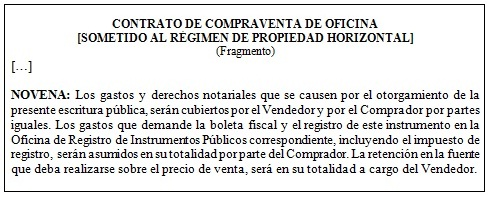 CONTRATO DE COMPRAVENTA DE OFICINA
[SOMETIDO AL RÉGIMEN DE PROPIEDAD HORIZONTAL]
(Fragmento)
[…]
NOVENA: Los gastos y derechos notariales que se causen por el otorgamiento de la
presente escritura pública, serán cubiertos por el Vendedor y por el Comprador por partes
iguales. Los gastos que demande la boleta fiscal y el registro de este instrumento en la
Oficina de Registro de Instrumentos Públicos correspondiente, incluyendo el impuesto de
registro, serán asumidos en su totalidad por parte del Comprador. La retención en la fuente
que deba realizarse sobre el precio de venta, será en su totalidad a cargo del Vendedor.